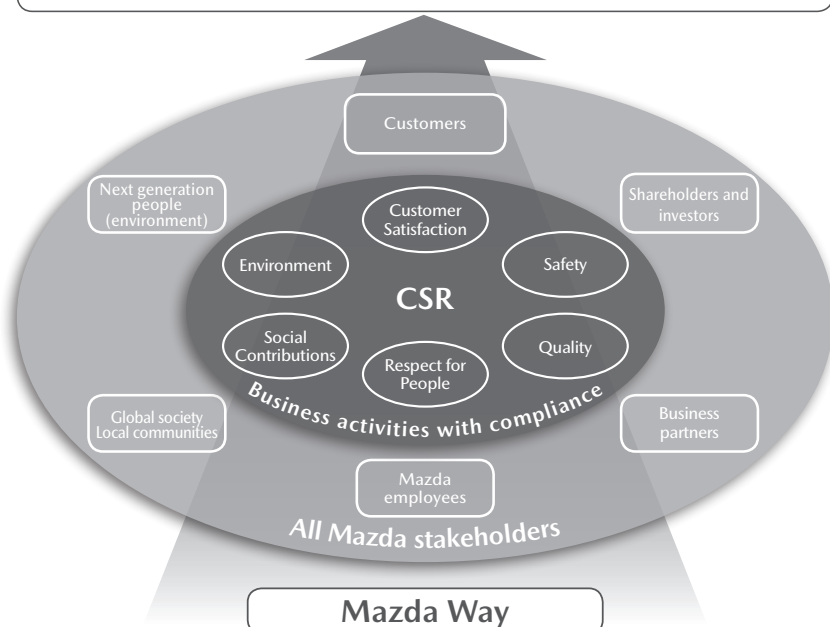 Customers
Next generation
people
(environment)
Shareholders and
investors
Customer
Satisfaction
Environment
Safety
CSR
Social
Contributions
Respect for
People
Quality
Business activities with compliance
Global society
Local communities
Business
partners
Mazda
employees
All Mazda stakeholders
Mazda Way